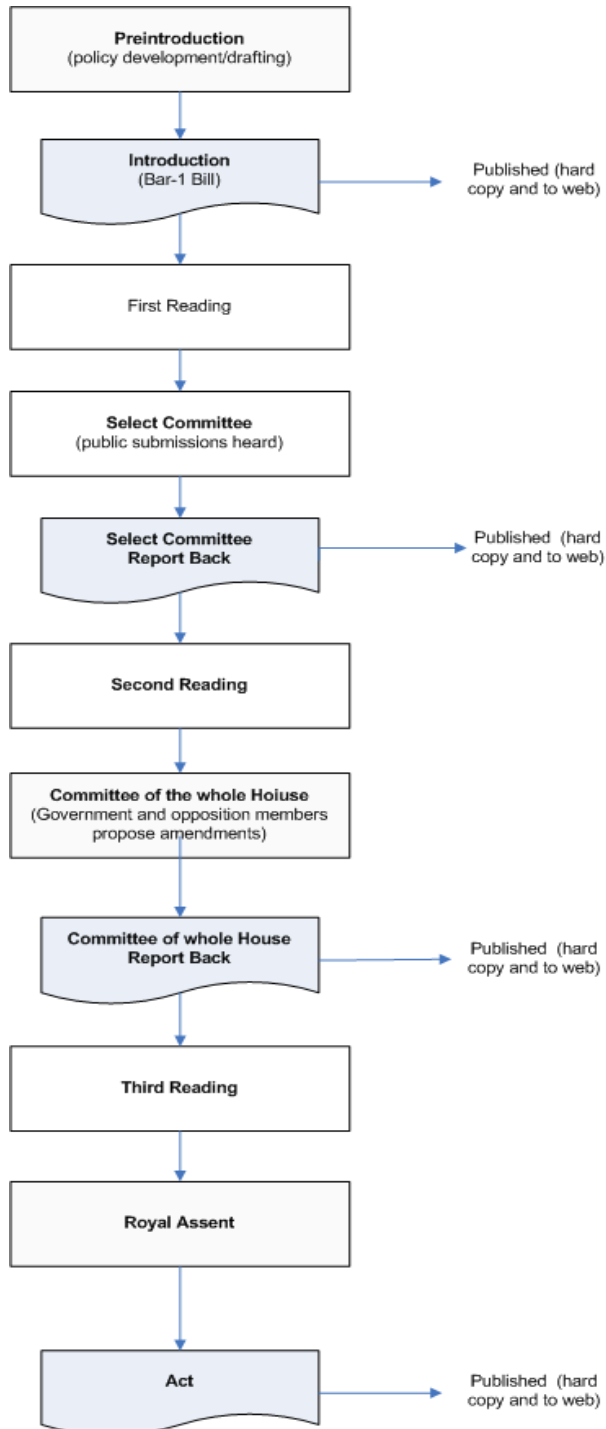 Preintroduction
(policy development/drafting)
Introduction
(Bar-1 Bill)
Published (hard
copy and to web)
First Reading
Select Committee
(public submissions heard)
Select Committee
Report Back
Published (hard
copy and to web)
Second Reading
Committee of the whole Hoiuse
(Government and opposition members
propose amendments)
Committee of whole House
Report Back
Published (hard
copy and to web)
Third Reading
Royal Assent
Act
Published (hard
copy and to web)